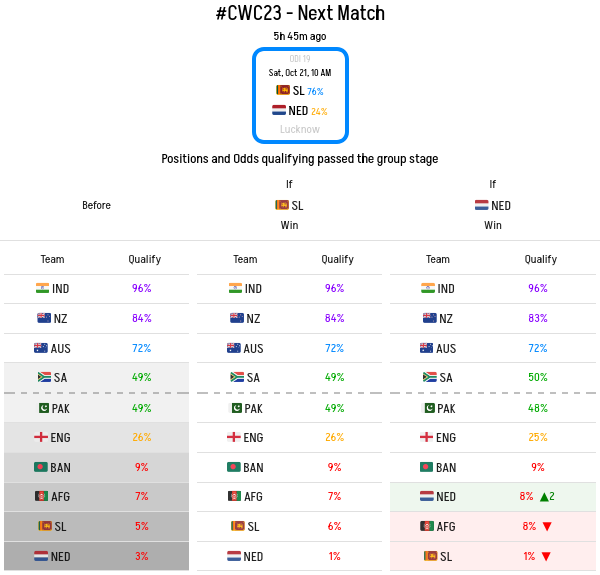 #CWC23 - Next Match
5h 45m ago
ODI 19
Sat, Oct 21, 10 AM
SL 76%
NED 24%
Lucknow
Positions and Odds qualifying passed the group stage
Before
If
SL
Win
If
NED
Win
Team Qualify Team Qualify Team Qualify
IND 96% IND 96% IND 96%
NZ 84% NZ 84% NZ 83%
AUS 72% AUS 72% AUS 72%
SA 49% SA 49% SA 50%
PAK 49% PAK 49% PAK 48%
ENG 26% ENG 26% ENG 25%
BAN 9% BAN 9% BAN 9%
AFG 7% AFG 7% NED 8% ▲2
SL 5% SL 6% AFG 8% ▼
NED 3% NED 1% SL 1% ▼